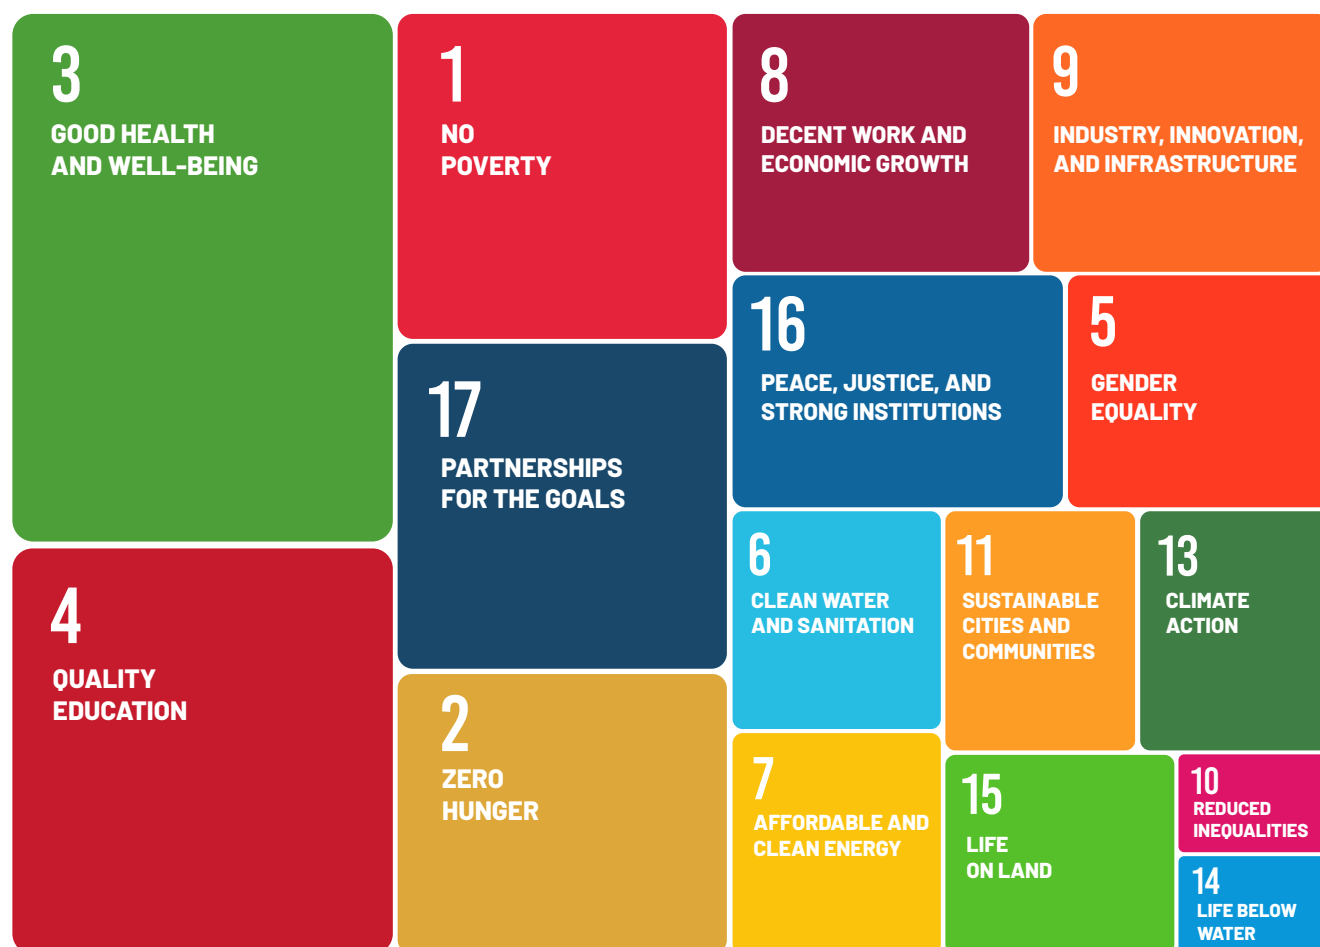 3
GOOD HEALTH
AND WELL-BEING
4
QUALITY
EDUCATION
1
NO
POVERTY
17
PARTNERSHIPS
FOR THE GOALS
2
ZERO
HUNGER
8
DECENT WORK AND
ECONOMIC GROWTH
9
INDUSTRY, INNOVATION,
AND INFRASTRUCTURE
16
PEACE, JUSTICE, AND
STRONG INSTITUTIONS
5
GENDER
EQUALITY
6
CLEAN WATER
AND SANITATION
11
SUSTAINABLE
CITIES AND
COMMUNITIES
13
CLIMATE
ACTION
7
AFFORDABLE AND
CLEAN ENERGY
15
LIFE
ON LAND
10
REDUCED
INEQUALITIES
14
LIFE BELOW
WATER